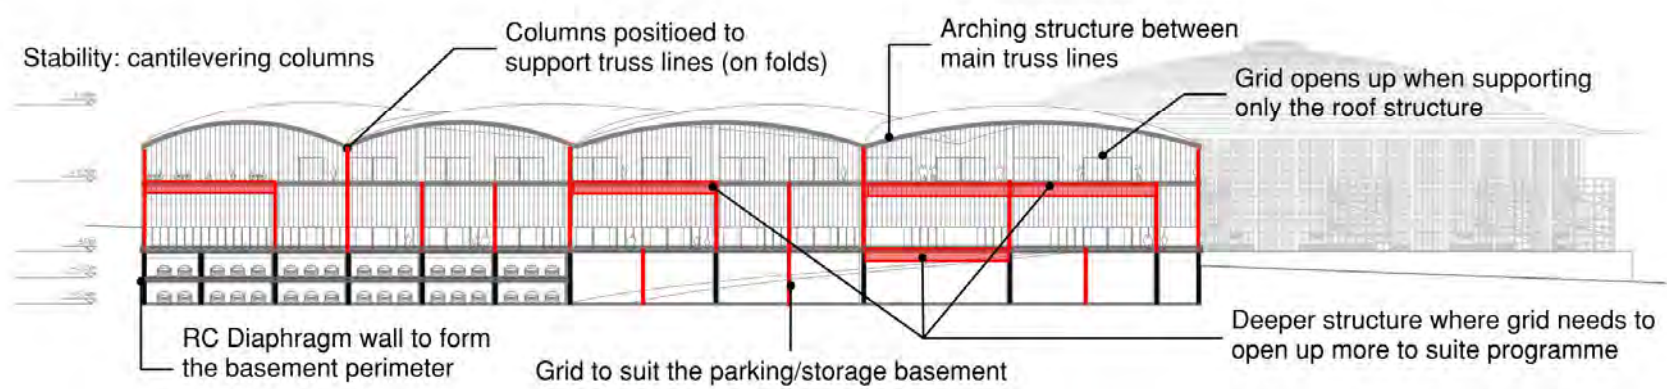 Stability: cantilevering columns
Columns positioed to
support truss lines (on folds)
Arching structure between
main truss lines
Grid opens up when supporting
only the roof structure
RC Diaphragm wall to form
the basement perimeter
Grid to suit the parking/storage basement
Deeper structure where grid needs to
open up more to suite programme